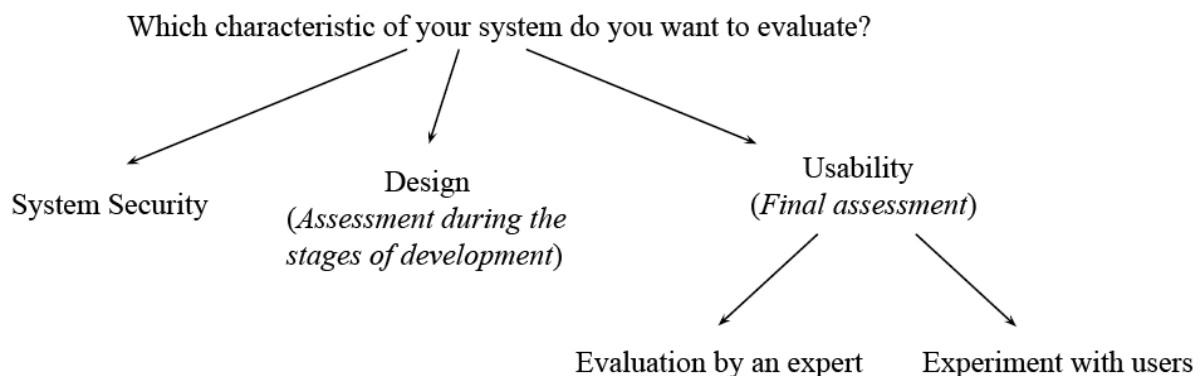 Which characteristic of your system do you want to evaluate?
System Security
Design
(Assessment during the
stages of development)
Usability
(Final assessment)
Evaluation by an expert
Experiment with users